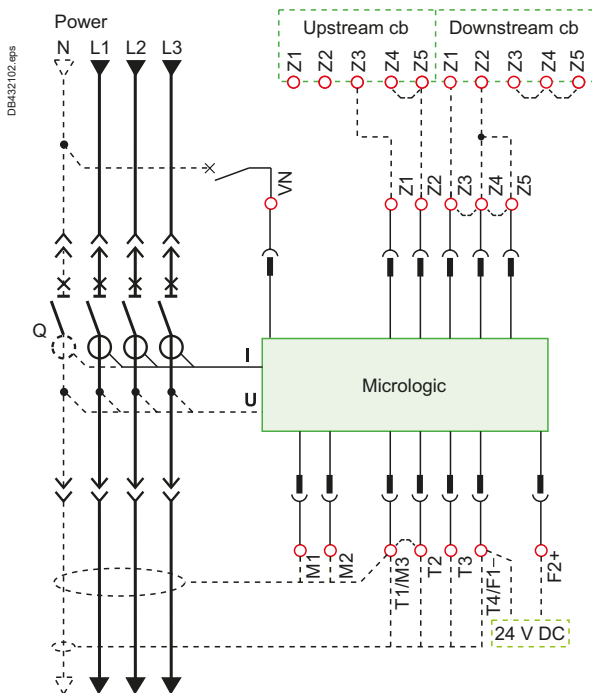 Power
N L1 L2 L3
DB432102.eps
Upstream cb
Downstream cb
Z1 Z2 Z3 Z4 Z5 Z1 Z2 Z3 Z4 Z5
VN
Z1 Z2 Z3 Z4 Z5
Q
I
U
Micrologic
M1 M2 T1/M3 T2 T3 T4/F1– F2+
24 V DC